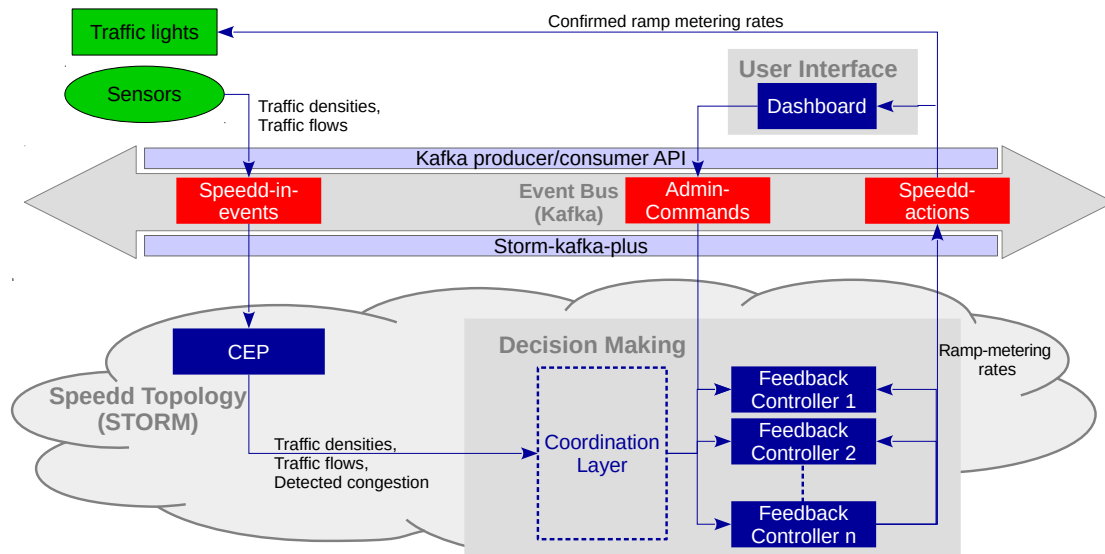 Traffic lights
Confirmed ramp metering rates
User Interface
Sensors
Dashboard
Traffic densities,
Traffic flows
Kafka producer/consumer API
Speedd-in-
events
Event Bus
(Kafka)
Admin-
Commands
Speedd-
actions
Storm-kafka-plus
CEP
Decision Making
Ramp-metering
rates
Speedd Topology
(STORM)
Feedback
Controller 1
Coordination
Layer
Feedback
Controller 2
Traffic densities,
Traffic flows,
Detected congestion
Feedback
Controller n